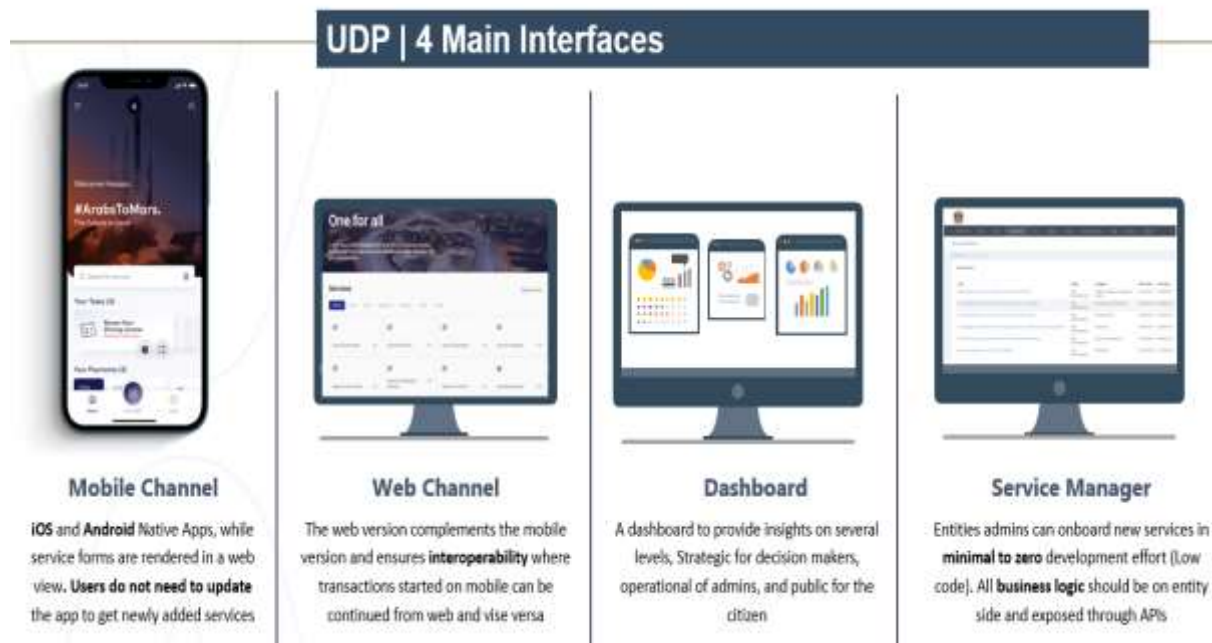 UDP | 4 Main Interfaces
#ArabsToMars.
One for all
Services
Mobile Channel
iOS and Android Native Apps, while
service forms are rendered in a web
view. Users do not need to update
the app to get newly added services
Web Channel
The web version complements the mobile
version and ensures interoperability where
transactions started on mobile can be
continued from web and vise versa
Dashboard
A dashboard to provide insights on several
levels, Strategic for decision makers,
operational of admins, and public for the
citizen
Service Manager
Entities admins can onboard new services in
minimal to zero development effort (Low
code). All business logic should be on entity
side and exposed through APIs